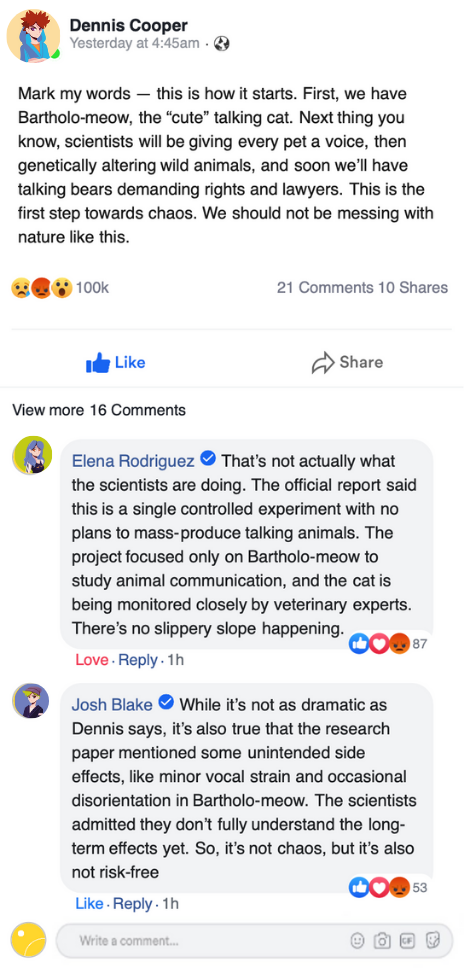 Dennis Cooper
Yesterday at 4:45am ·
Mark my words — this is how it starts. First, we have
Bartholo-meow, the “cute” talking cat. Next thing you
know, scientists will be giving every pet a voice, then
genetically altering wild animals, and soon we’ll have
talking bears demanding rights and lawyers. This is the
first step towards chaos. We should not be messing with
nature like this.
100k
21 Comments 10 Shares
Like
Share
View more 16 Comments
Elena Rodriguez That’s not actually what
the scientists are doing. The official report said
this is a single controlled experiment with no
plans to mass-produce talking animals. The
project focused only on Bartholo-meow to
study animal communication, and the cat is
being monitored closely by veterinary experts.
There’s no slippery slope happening.
87
Love · Reply · 1h
Josh Blake While it’s not as dramatic as
Dennis says, it’s also true that the research
paper mentioned some unintended side
effects, like minor vocal strain and occasional
disorientation in Bartholo-meow. The scientists
admitted they don’t fully understand the long-
term effects yet. So, it’s not chaos, but it’s also
not risk-free
53
Like · Reply · 1h
Write a comment...
GIF